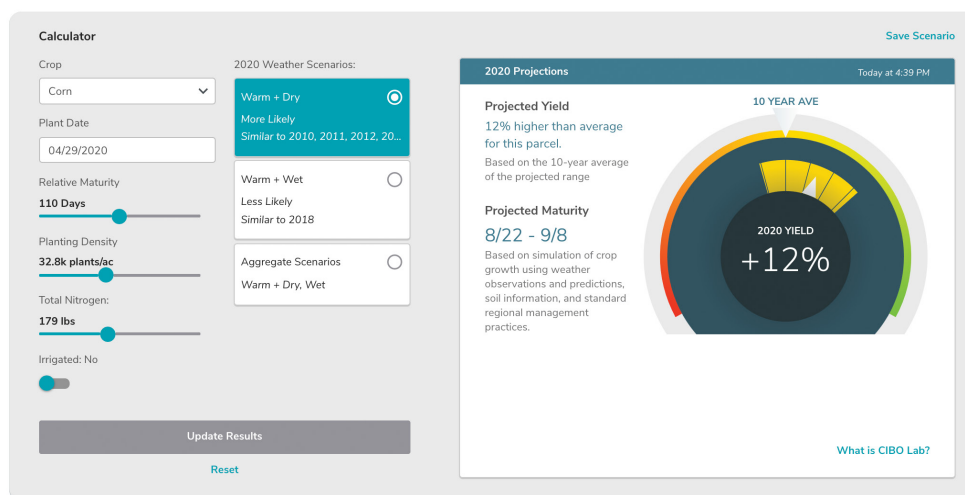 Calculator
Save Scenario
Crop
Corn
Plant Date
04/29/2020
Relative Maturity
110 Days
Planting Density
32.8k plants/ac
Total Nitrogen:
179 lbs
Irrigated: No
2020 Weather Scenarios:
Warm + Dry
More Likely
Similar to 2010, 2011, 2012, 20...
Warm + Wet
Less Likely
Similar to 2018
Aggregate Scenarios
Warm + Dry, Wet
Update Results
Reset
2020 Projections
Today at 4:39 PM
Projected Yield
12% higher than average
for this parcel.
Based on the 10-year average
of the projected range
Projected Maturity
8/22 - 9/8
Based on simulation of crop
growth using weather
observations and predictions,
soil information, and standard
regional management
practices.
10 YEAR AVE
2020 YIELD
+12%
What is CIBO Lab?